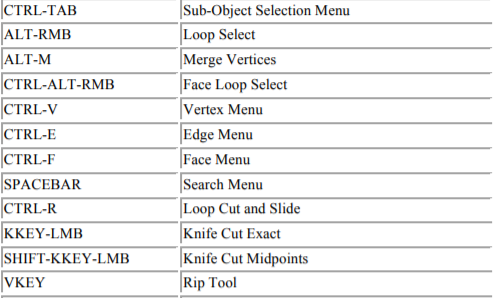 CTRL-TAB Sub-Object Selection Menu
ALT-RMB Loop Select
ALT-M Merge Vertices
CTRL-ALT-RMB Face Loop Select
CTRL-V Vertex Menu
CTRL-E Edge Menu
CTRL-F Face Menu
SPACEBAR Search Menu
CTRL-R Loop Cut and Slide
KKEY-LMB Knife Cut Exact
SHIFT-KKEY-LMB Knife Cut Midpoints
VKEY Rip Tool